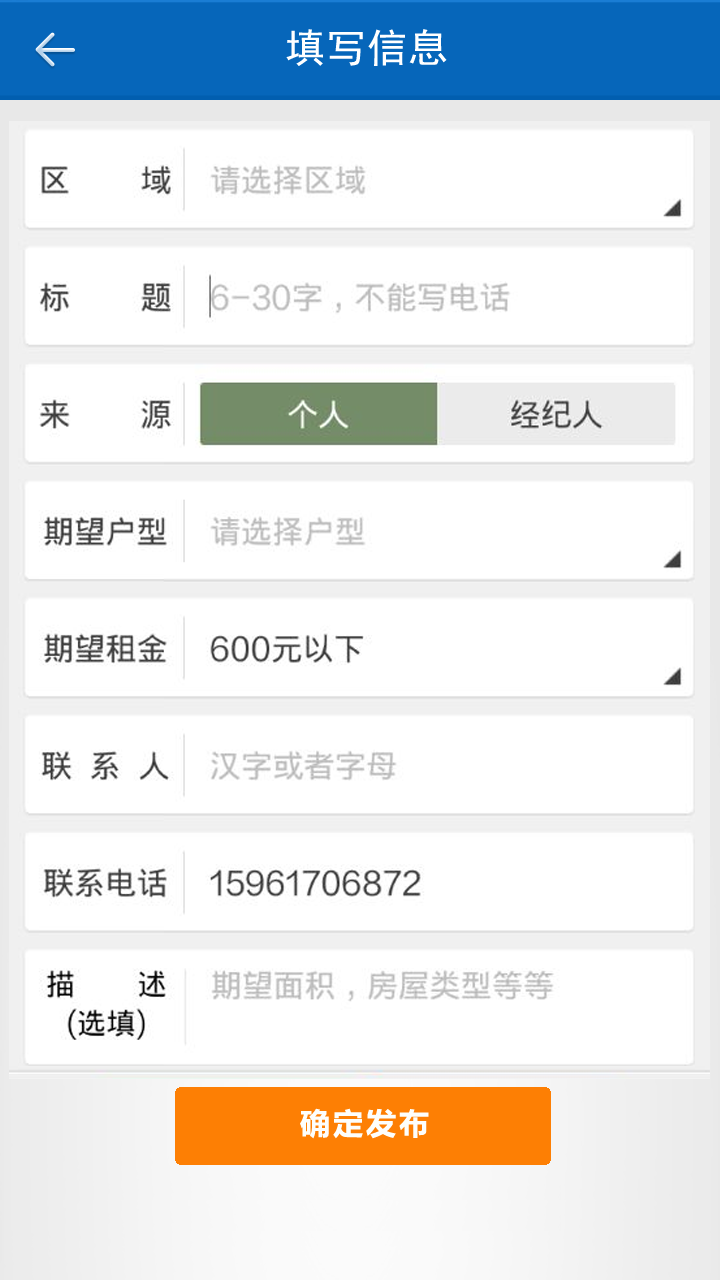 填写信息
区域 请选择区域
标题 6-30字，不能写电话
来源 个人 经纪人
期望户型 请选择户型
期望租金 600元以下
联系人 汉字或者字母
联系电话 15961706872
描述 期望面积，房屋类型等等
(选填)
确定发布